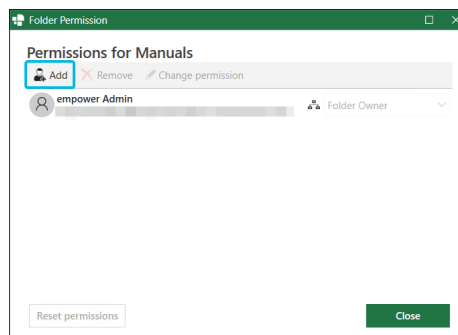 Folder Permission
Permissions for Manuals
Add Remove Change permission
empower Admin
Folder Owner
Reset permissions
Close